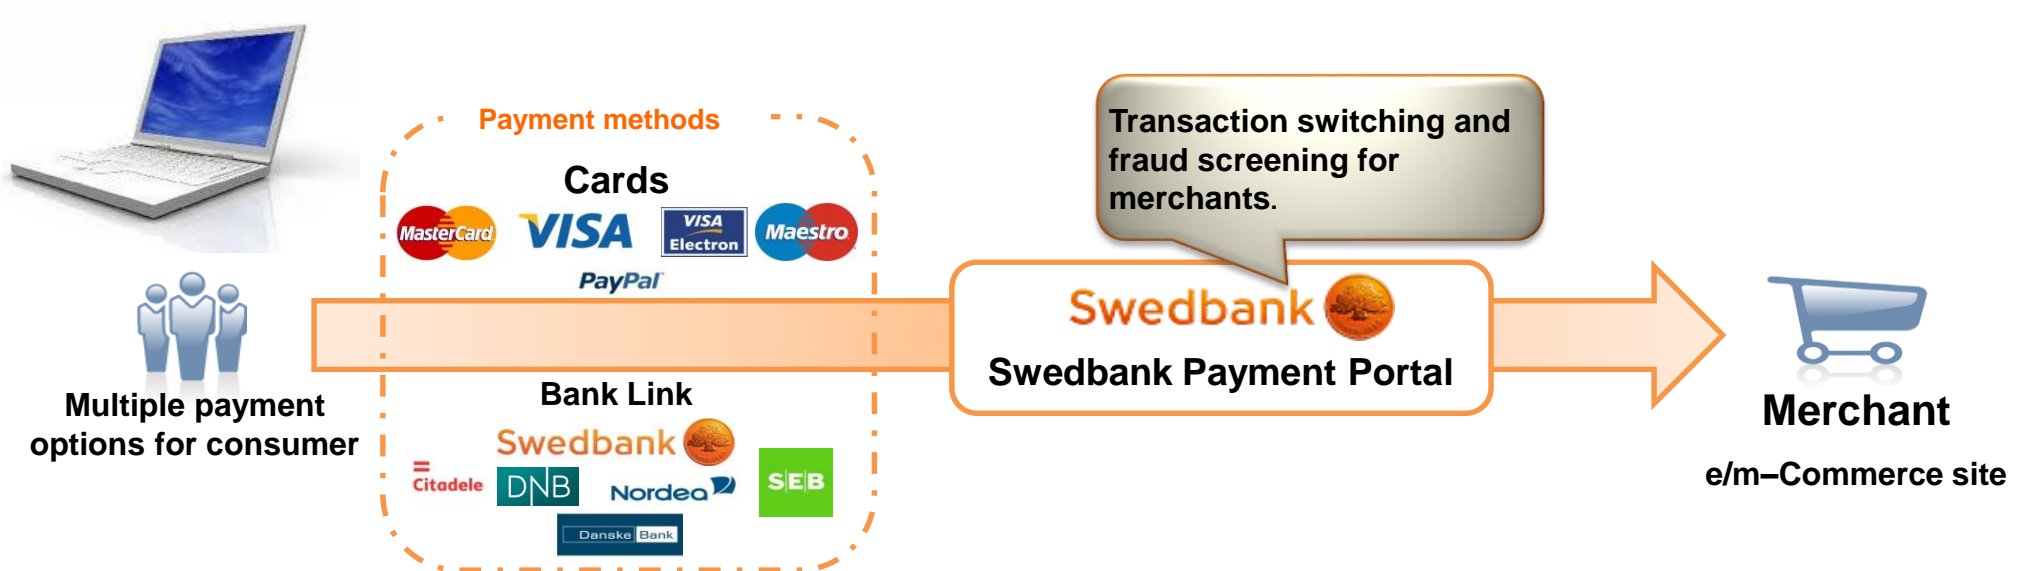 Payment methods
Cards
MasterCard VISA VISA Electron Maestro
PayPal
Transaction switching and
fraud screening for
merchants.
Multiple payment
options for consumer
Swedbank
Swedbank Payment Portal
Bank Link
Swedbank
Citadele DNB Nordea SEB
Danske Bank
Merchant
e/m–Commerce site